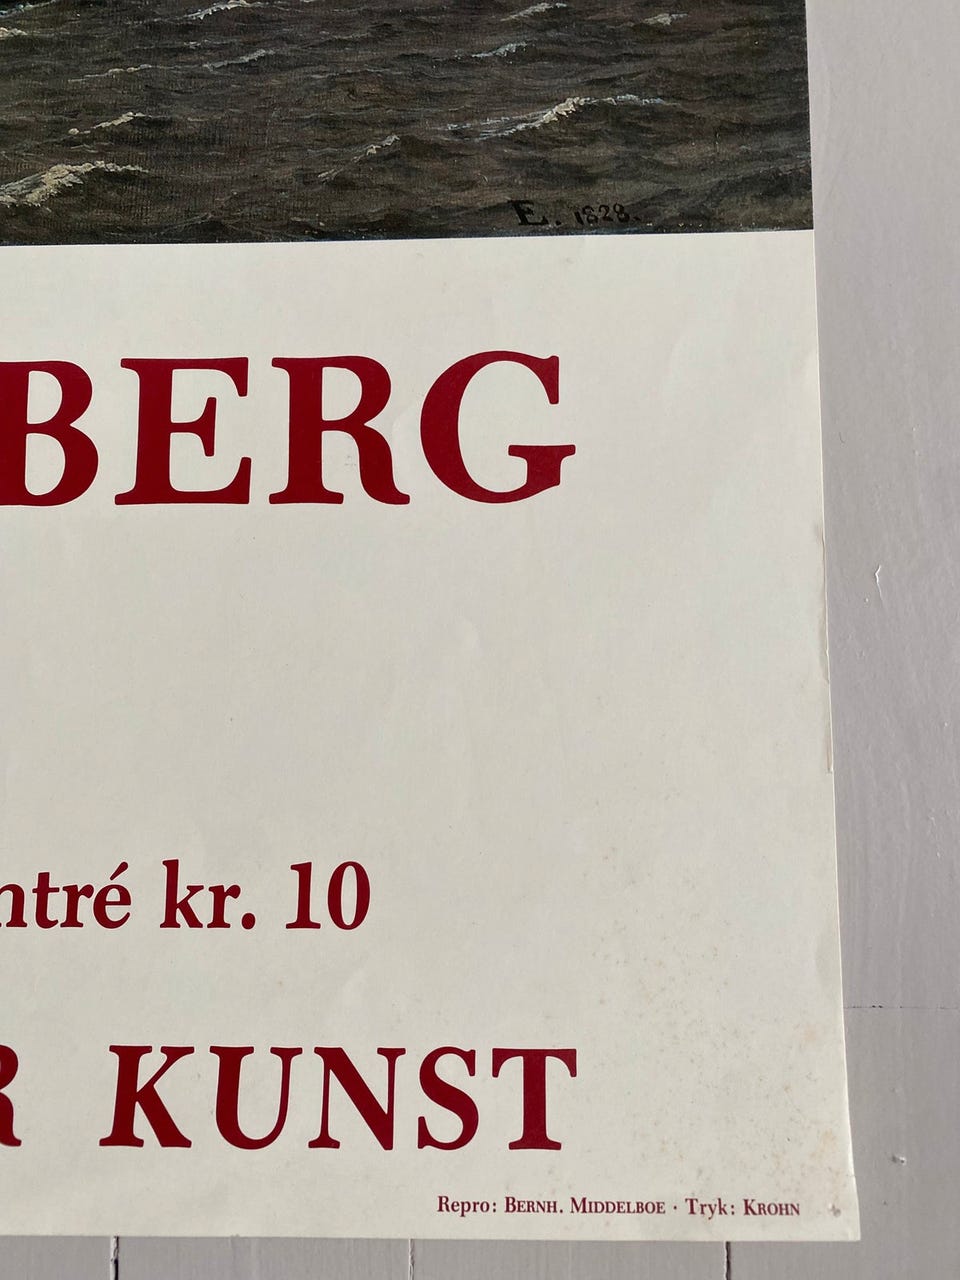 E. 1828.
BERG
ntré kr. 10
R KUNST
Repro: BERNH. MIDDELBOE · Tryk: KROHN